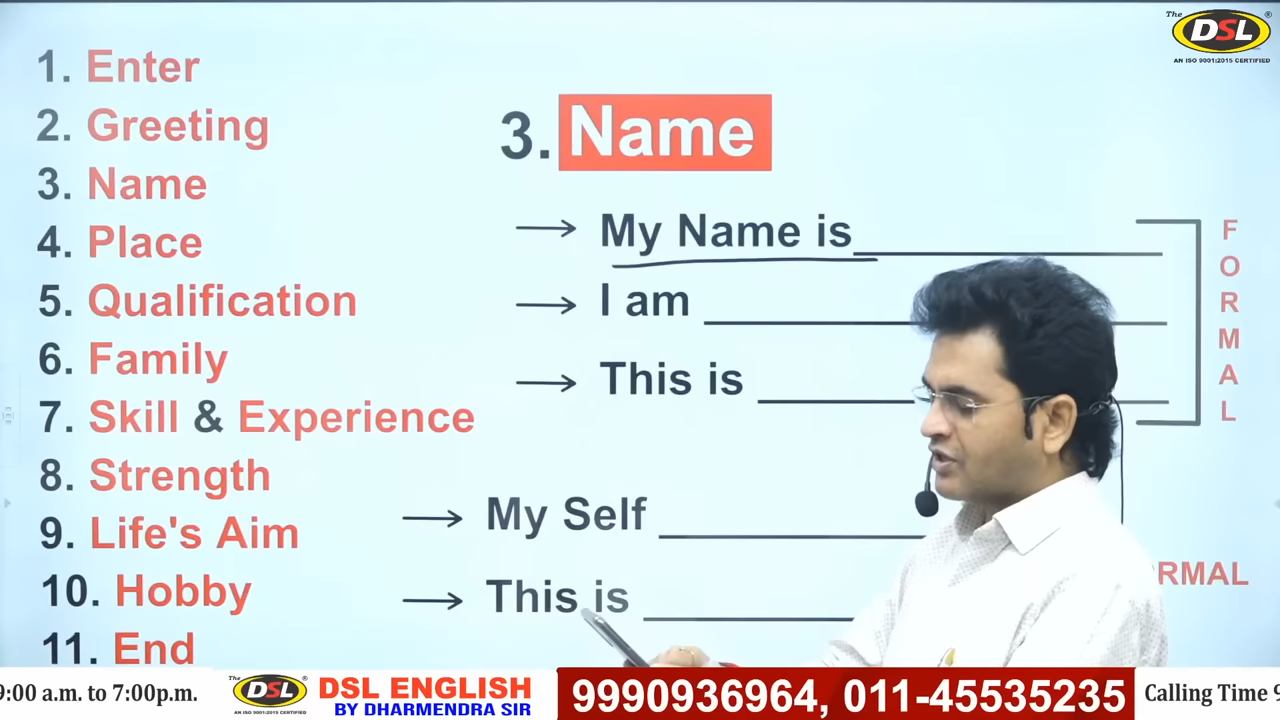 The DSL ®
AN ISO 9001:2015 CERTIFIED
1. Enter
2. Greeting
3. Name
4. Place
5. Qualification
6. Family
7. Skill & Experience
8. Strength
9. Life's Aim
10. Hobby
11. End
3. Name
→ My Name is
→ I am
→ This is
FORMAL
→ My Self
→ This is
RMAL
9:00 a.m. to 7:00p.m.
The DSL ®
AN ISO 9001:2015 CERTIFIED
DSL ENGLISH
BY DHARMENDRA SIR
9990936964, 011-45535235
Calling Time 9